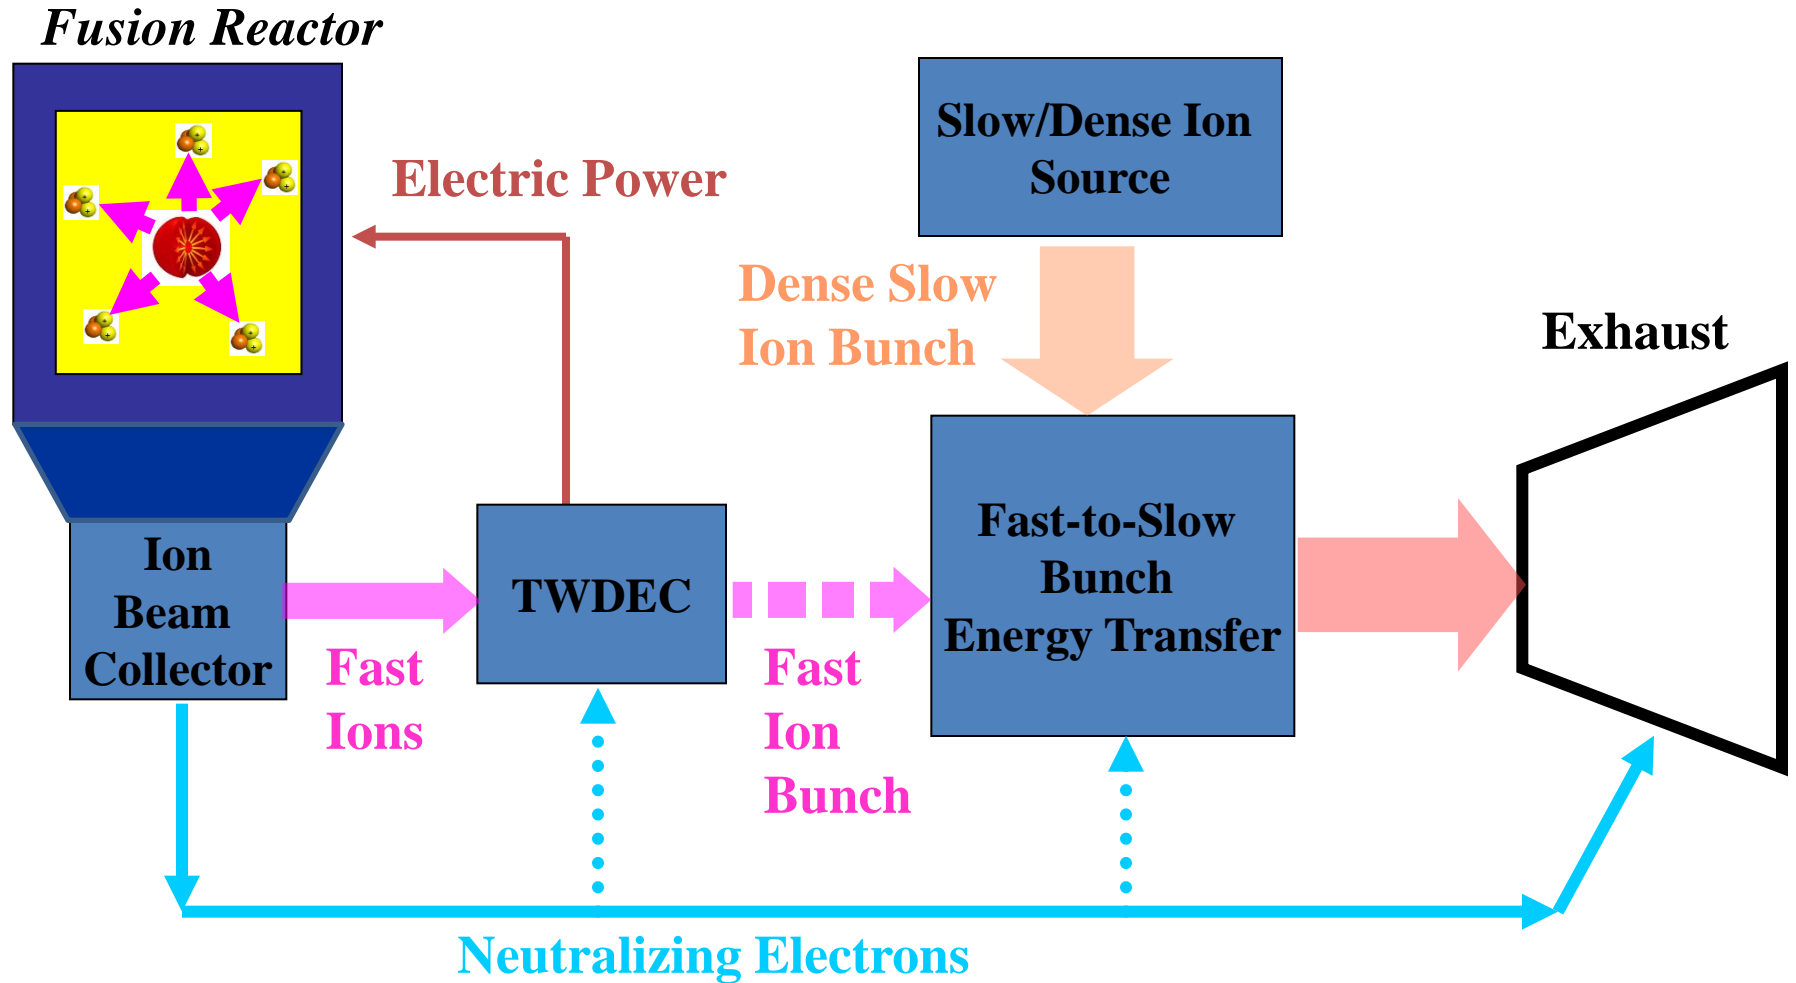 Fusion Reactor
Electric Power
Slow/Dense Ion
Source
Dense Slow
Ion Bunch
Exhaust
Ion
Beam
Collector
Fast
Ions
TWDEC
Fast
Ion
Bunch
Fast-to-Slow
Bunch
Energy Transfer
Neutralizing Electrons